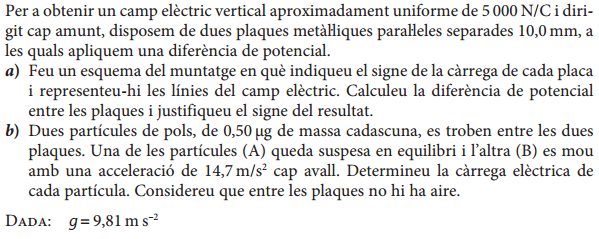 Per a obtenir un camp elèctric vertical aproximadament uniforme de 5 000 N/C i diri-
git cap amunt, disposem de dues plaques metàl·liques paral·leles separades 10,0 mm, a
les quals apliquem una diferència de potencial.
a) Feu un esquema del muntatge en què indiqueu el signe de la càrrega de cada placa
i representeu-hi les línies del camp elèctric. Calculeu la diferència de potencial
entre les plaques i justifiqueu el signe del resultat.
b) Dues partícules de pols, de 0,50 μg de massa cadascuna, es troben entre les dues
plaques. Una de les partícules (A) queda suspesa en equilibri i l'altra (B) es mou
amb una acceleració de 14,7 m/s² cap avall. Determineu la càrrega elèctrica de
cada partícula. Considereu que entre les plaques no hi ha aire.
DADA: g = 9,81 m s⁻²